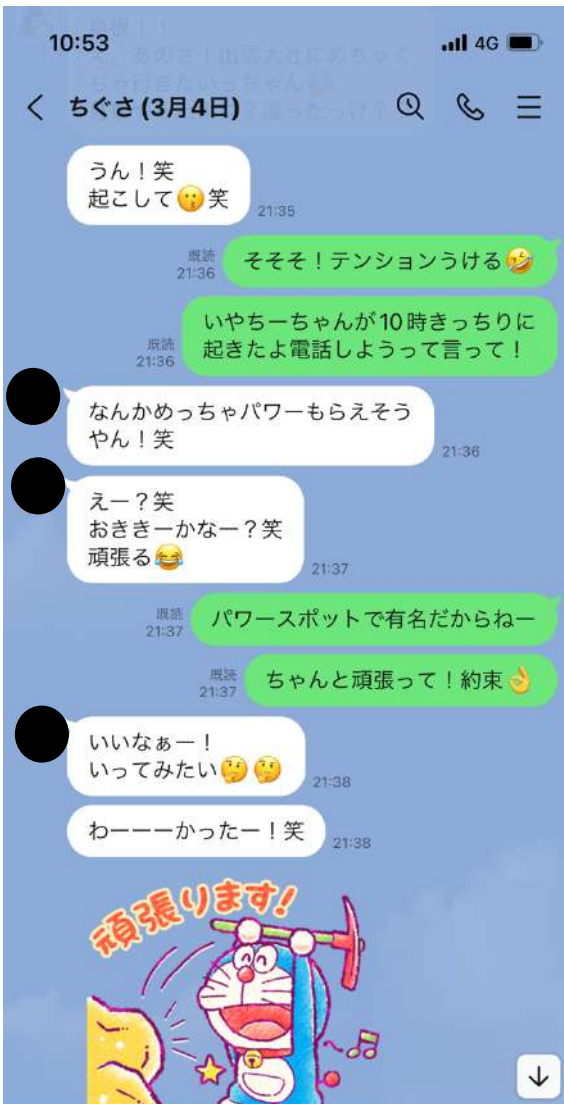 10:53
4G
ちぐさ(3月4日)
うん!笑
起こして😗笑
21:35
既読
21:36
そそそ!テンションうける🤣
いやちーちゃんが10時きっちりに
起きたよ電話しようって言って!
既読
21:36
なんかめっちゃパワーもらえそう
やん!笑
21:36
えー?笑
おききーかなー?笑
頑張る😂
21:37
既読
21:37
パワースポットで有名だからねー
既読
21:37
ちゃんと頑張って!約束👌
いいなぁー!
いってみたい🤔🤔
21:38
わーーーかったー!笑
21:38
頑張ります!